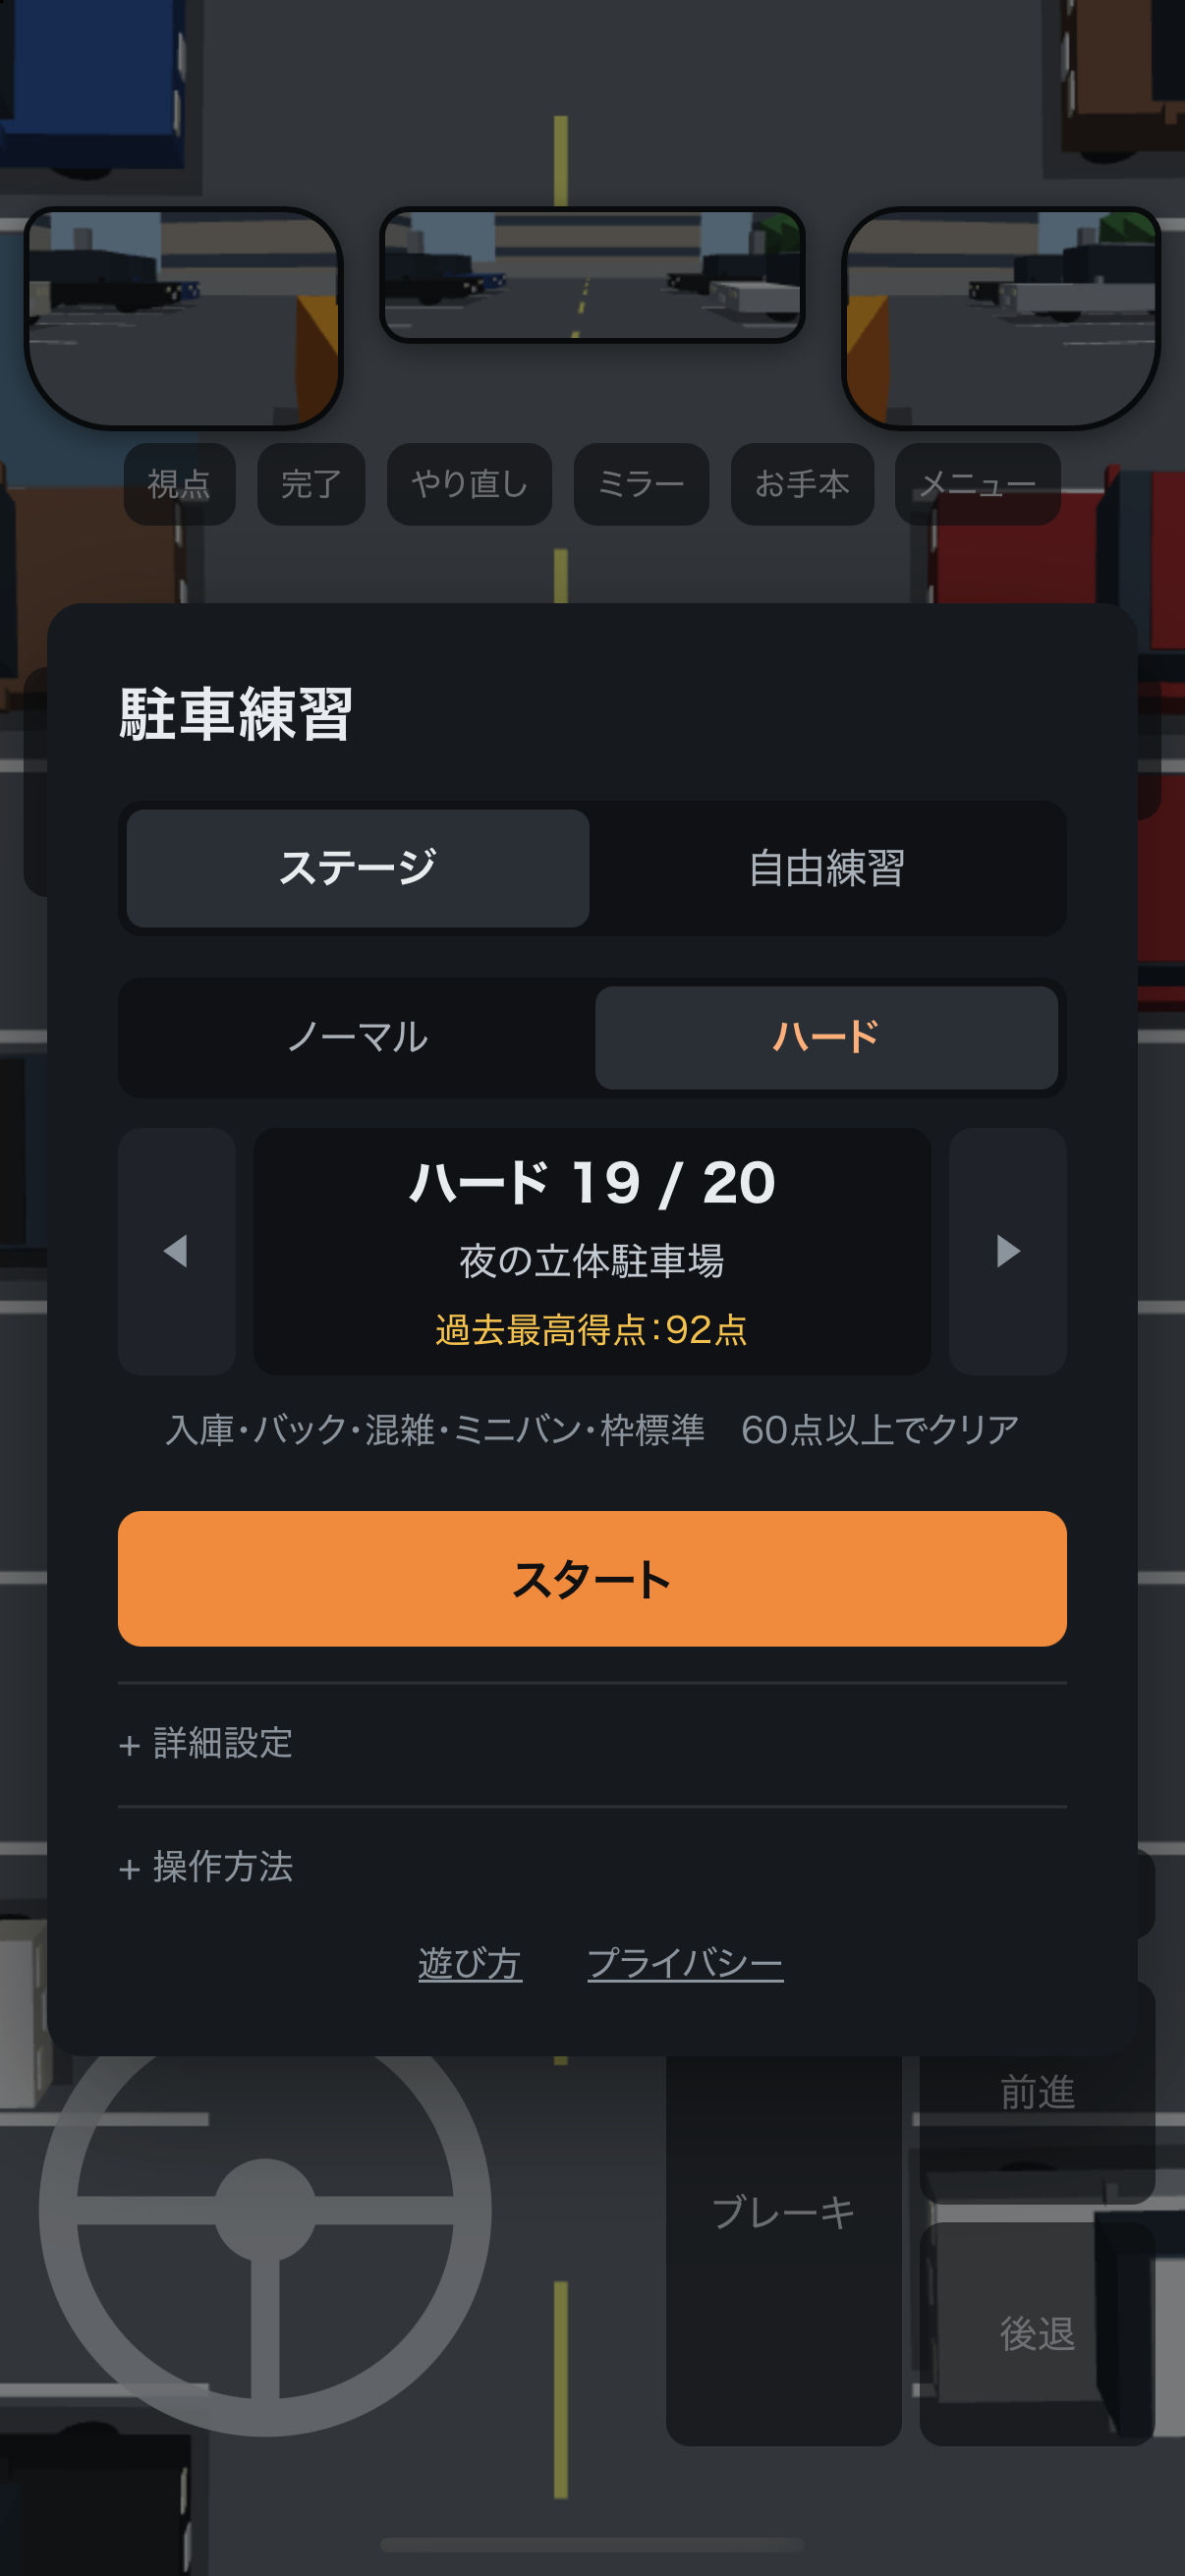 視点 完了 やり直し ミラー お手本 メニュー
駐車練習
ステージ 自由練習
ノーマル ハード
ハード 19 / 20
夜の立体駐車場
過去最高得点:92点
入庫・バック・混雑・ミニバン・枠標準 60点以上でクリア
スタート
+ 詳細設定
+ 操作方法
遊び方 プライバシー
前進
ブレーキ
後退